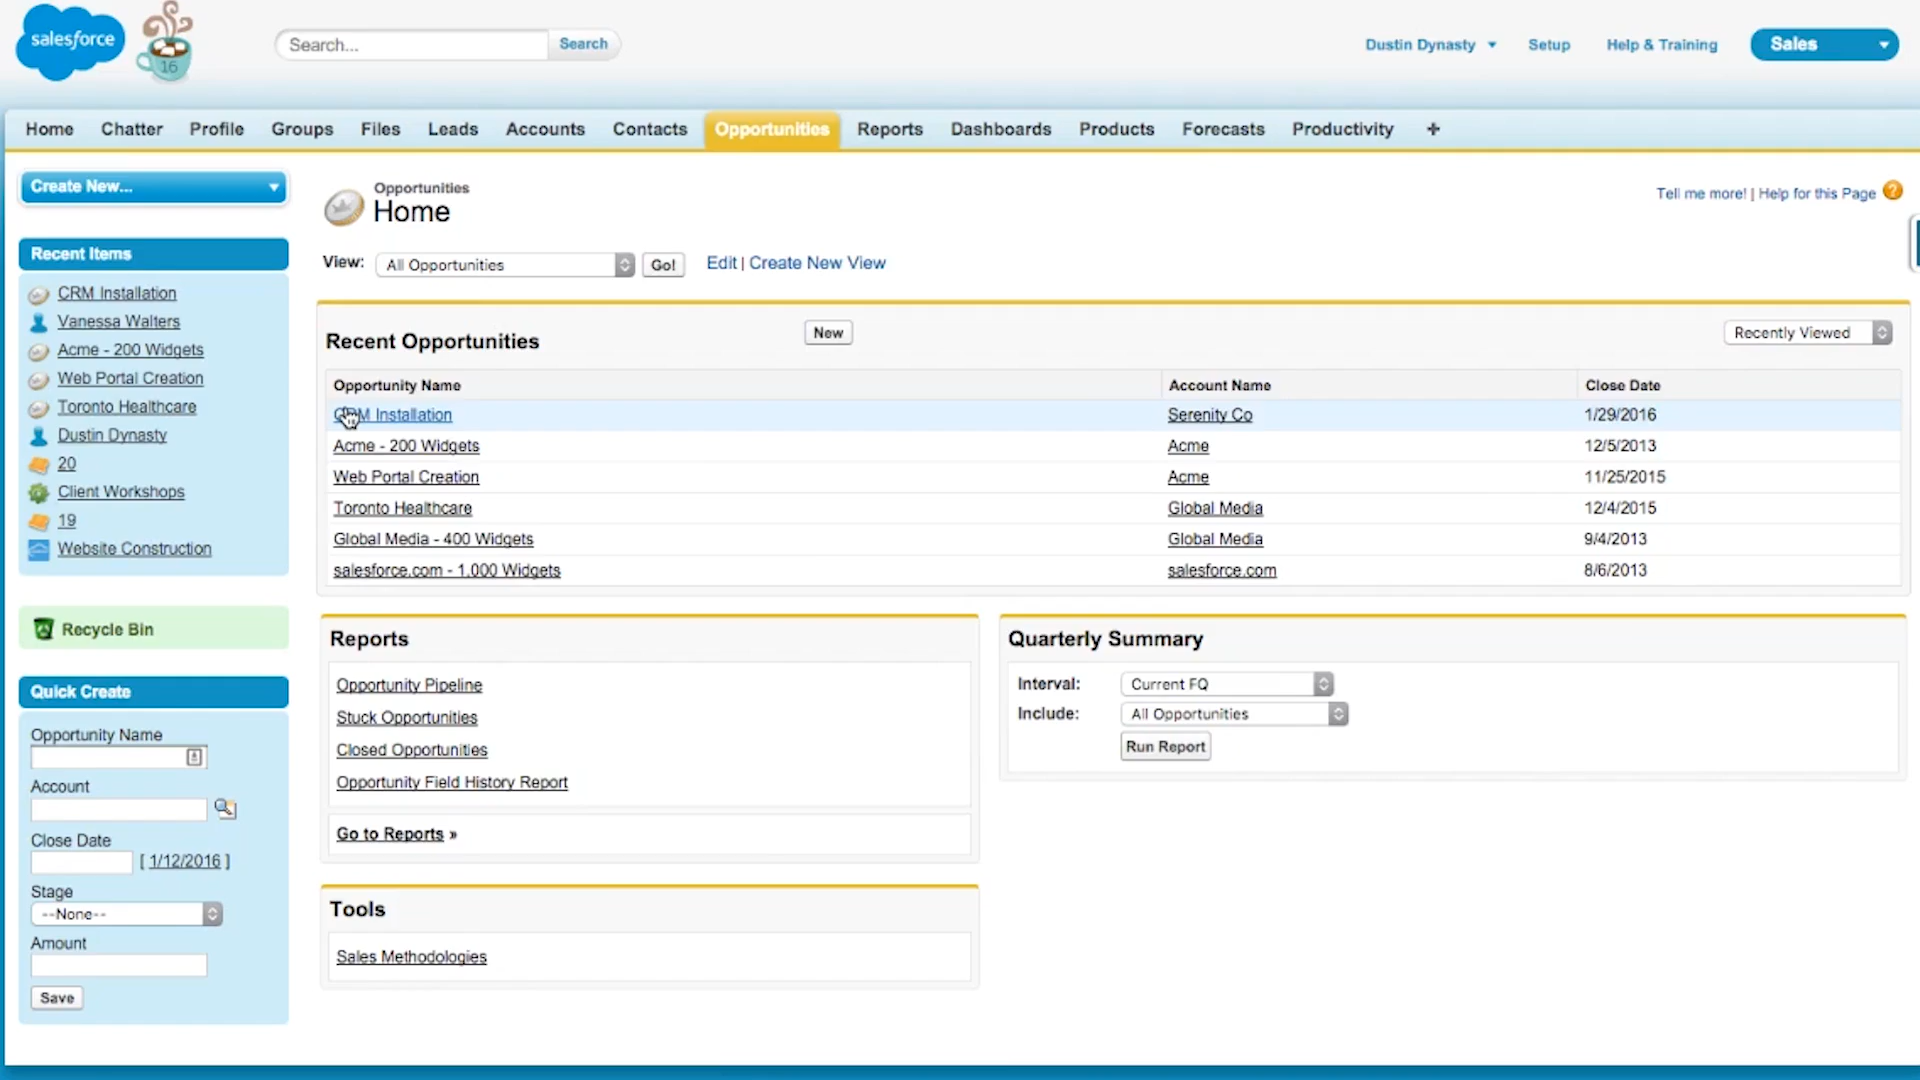 salesforce
16
Search...
Search
Dustin Dynasty
Setup
Help & Training
Sales
Home
Chatter
Profile
Groups
Files
Leads
Accounts
Contacts
Opportunities
Reports
Dashboards
Products
Forecasts
Productivity
+
Create New...
Recent Items
CRM Installation
Vanessa Walters
Acme - 200 Widgets
Web Portal Creation
Toronto Healthcare
Dustin Dynasty
20
Client Workshops
19
Website Construction
Recycle Bin
Quick Create
Opportunity Name
Account
Close Date
[ 1/12/2016 ]
Stage
--None--
Amount
Save
Opportunities
Home
Tell me more! | Help for this Page ?
View: All Opportunities Go! Edit | Create New View
Recent Opportunities New Recently Viewed
Opportunity Name Account Name Close Date
CRM Installation Serenity Co 1/29/2016
Acme - 200 Widgets Acme 12/5/2013
Web Portal Creation Acme 11/25/2015
Toronto Healthcare Global Media 12/4/2015
Global Media - 400 Widgets Global Media 9/4/2013
salesforce.com - 1,000 Widgets salesforce.com 8/6/2013
Reports
Opportunity Pipeline
Stuck Opportunities
Closed Opportunities
Opportunity Field History Report
Go to Reports »
Tools
Sales Methodologies
Quarterly Summary
Interval: Current FQ
Include: All Opportunities
Run Report